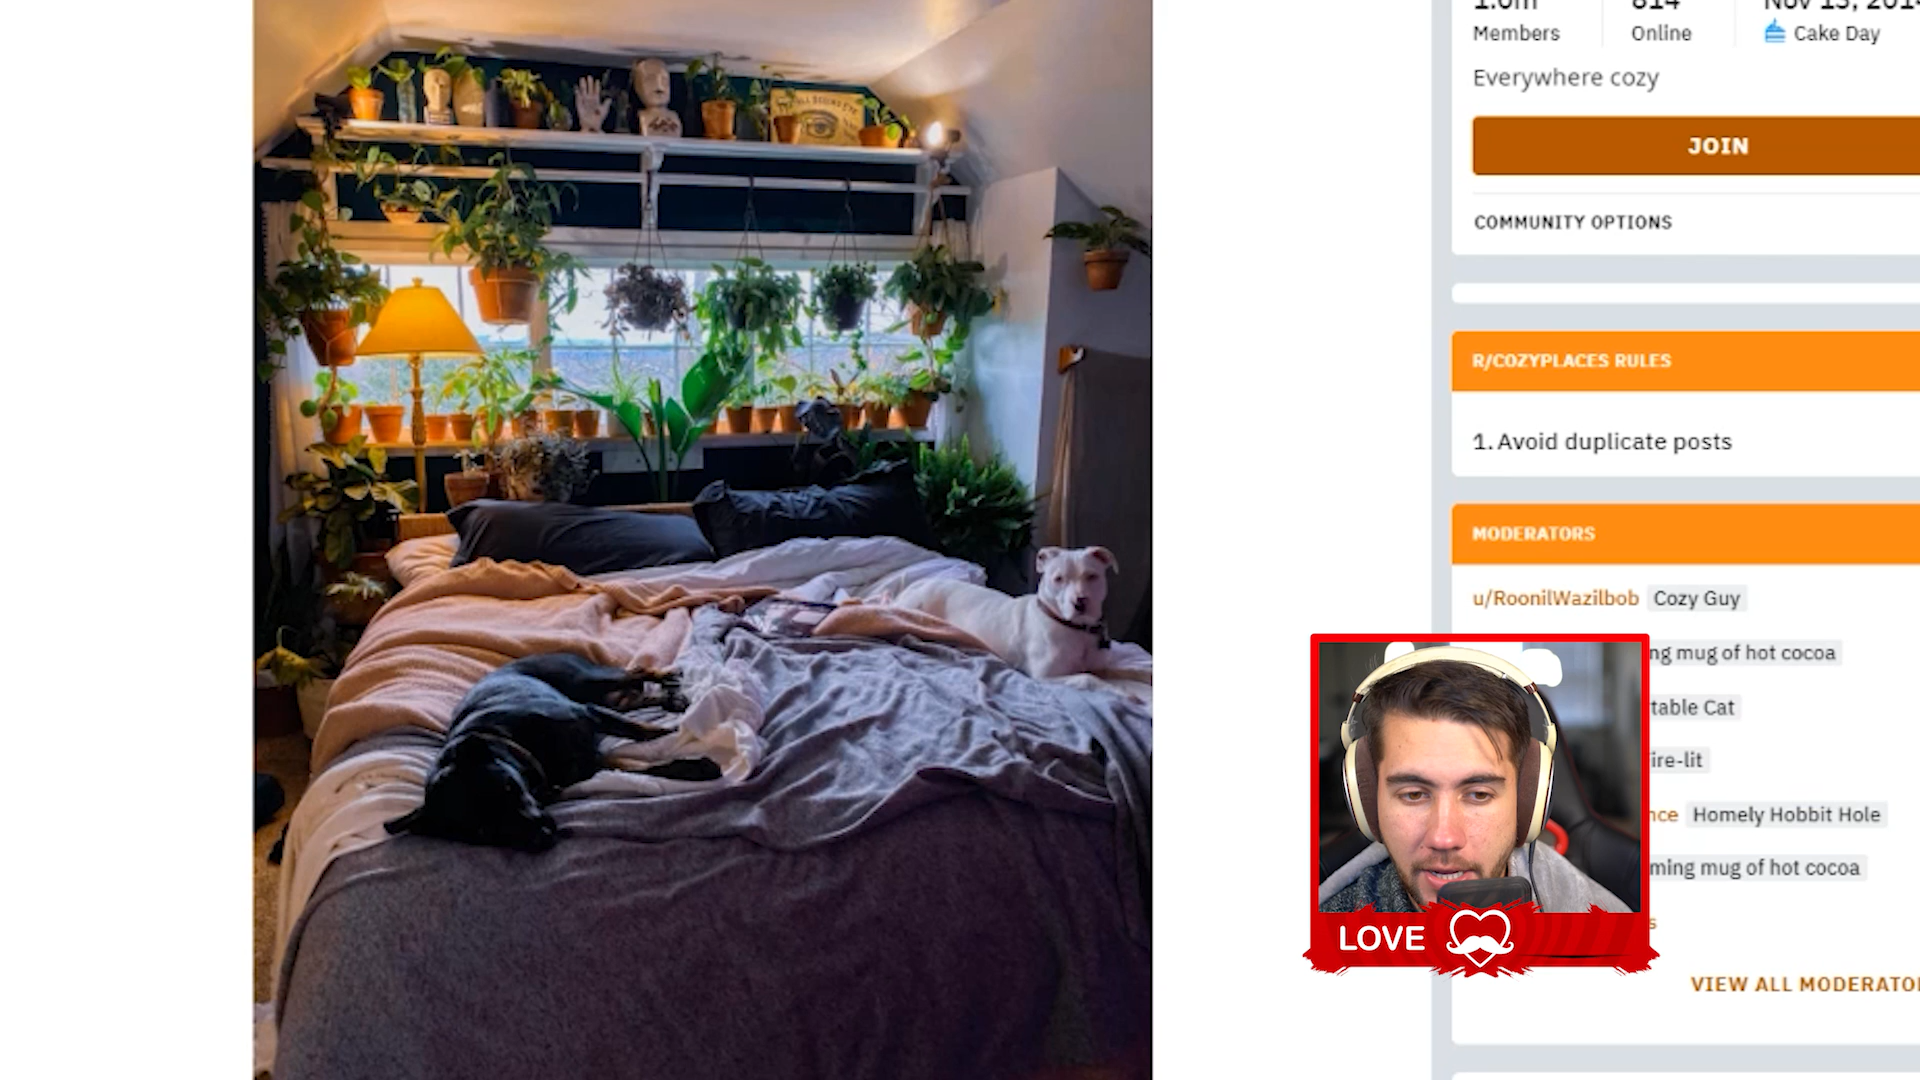 Members
Online
Cake Day
Everywhere cozy
JOIN
COMMUNITY OPTIONS
R/COZYPLACES RULES
1. Avoid duplicate posts
MODERATORS
u/RoonilWazilbob Cozy Guy
mug of hot cocoa
Cat
Homely Hobbit Hole
mug of hot cocoa
LOVE
VIEW ALL